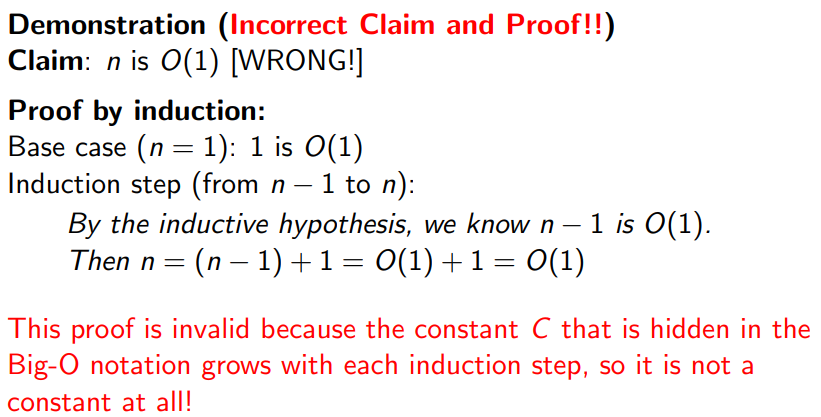 Demonstration (Incorrect Claim and Proof!!)
Claim: n is O(1) [WRONG!]
Proof by induction:
Base case (n = 1): 1 is O(1)
Induction step (from n − 1 to n):
By the inductive hypothesis, we know n − 1 is O(1).
Then n = (n − 1) + 1 = O(1) + 1 = O(1)
This proof is invalid because the constant C that is hidden in the
Big-O notation grows with each induction step, so it is not a
constant at all!